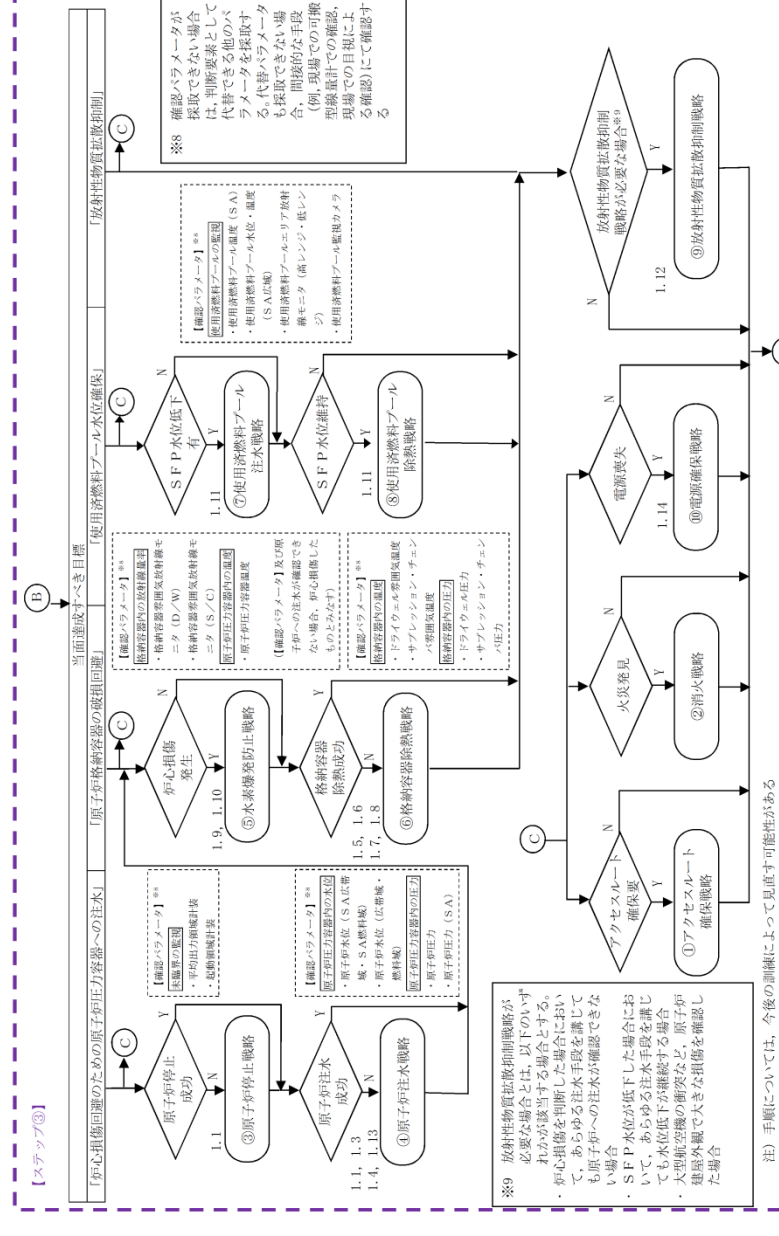 【ステップ③】
B
当面達成すべき目標
「炉心損傷回避のための原子炉圧力容器への注水」
「原子炉格納容器の破損回避」
「使用済燃料プール水位確保」
「放射性物質拡散抑制」
C
原子炉停止
成功
Y
N
1.1
③原子炉停止戦略
原子炉注水
成功
Y
N
1.1, 1.3
1.4, 1.13
④原子炉注水戦略
【確認パラメータ】※8
未臨界の監視
・平均出力領域計装
・起動領域計装
【確認パラメータ】※8
原子炉圧力容器内の水位
・原子炉水位(SA広帯
域・SA燃料域)
・原子炉水位(広帯域・
燃料域)
原子炉圧力容器内の圧力
・原子炉圧力
・原子炉圧力(SA)
C
炉心損傷
発生
N
Y
1.9, 1.10
⑤水素爆発防止戦略
格納容器
除熱成功
Y
N
1.5, 1.6
1.7, 1.8
⑥格納容器除熱戦略
【確認パラメータ】※8
格納容器内の放射線量率
・格納容器雰囲気放射線モ
ニタ(D/W)
・格納容器雰囲気放射線モ
ニタ(S/C)
原子炉圧力容器内の温度
・原子炉圧力容器温度
(【確認パラメータ】及び原
子炉への注水が確認でき
ない場合,炉心損傷した
ものとみなす)
【確認パラメータ】※8
格納容器内の温度
・ドライウェル雰囲気温度
・サプレッション・チェン
バ雰囲気温度
格納容器内の圧力
・ドライウェル圧力
・サプレッション・チェン
バ圧力
C
SFP水位低下
有
N
Y
1.11
⑦使用済燃料プール
注水戦略
SFP水位維持
N
Y
1.11
⑧使用済燃料プール
除熱戦略
【確認パラメータ】※8
使用済燃料プールの監視
・使用済燃料プール温度(SA)
・使用済燃料プール水位・温度
(SA広域)
・使用済燃料プールエリア放射
線モニタ(高レンジ・低レン
ジ)
・使用済燃料プール監視カメラ
C
※8 確認パラメータが
採取できない場合
は,判断要素として
代替できる他のパ
ラメータを採取す
る。代替パラメータ
も採取できない場
合,間接的な手段
(例,現場での可搬
型線量計での確認,
現場での目視によ
る確認)にて確認す
る
※9 放射性物質拡散抑制戦略が
必要な場合とは,以下のいず
れかが該当する場合とする。
・炉心損傷を判断した場合におい
て,あらゆる注水手段を講じて
も原子炉への注水が確認できな
い場合
・SFP水位が低下した場合にお
いて,あらゆる注水手段を講じ
ても水位低下が継続する場合
・大型航空機の衝突など,原子炉
建屋外観で大きな損傷を確認し
た場合
C
アクセスルート
確保要
N
Y
①アクセスルート
確保戦略
火災発見
N
Y
②消火戦略
電源喪失
N
Y
1.14
⑩電源確保戦略
放射性物質拡散抑制
戦略が必要な場合※9
N
Y
1.12
⑨放射性物質拡散抑制戦略
注)手順については,今後の訓練によって見直す可能性がある